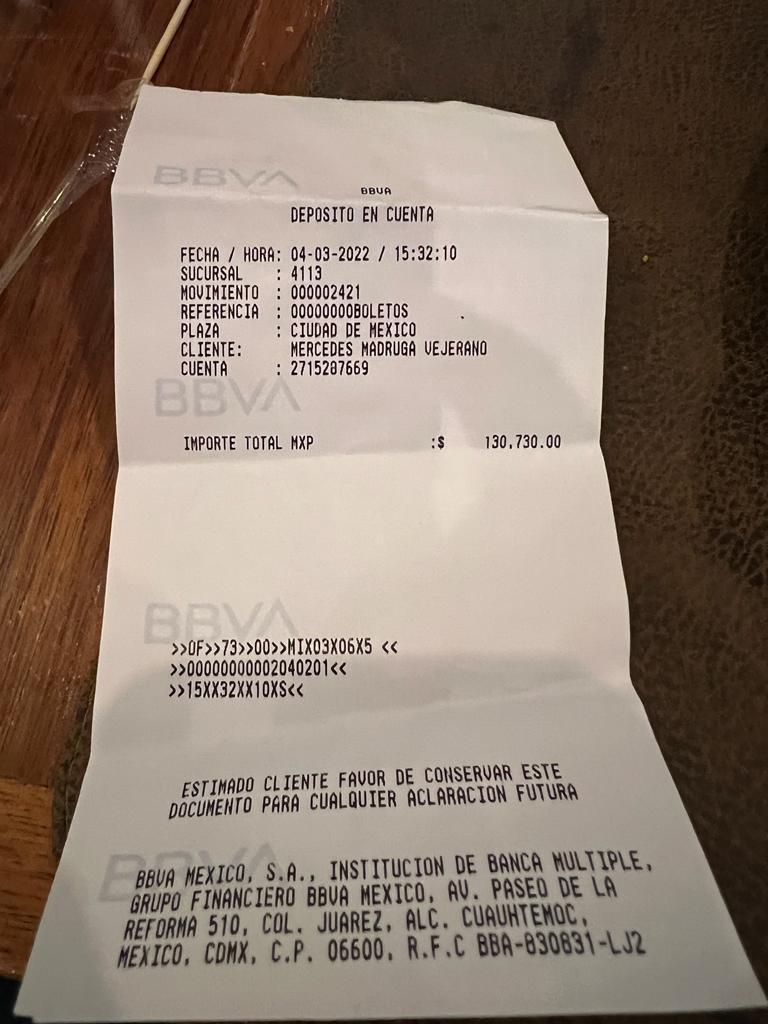 BBVA
BBVA
DEPOSITO EN CUENTA
FECHA / HORA: 04-03-2022 / 15:32:10
SUCURSAL : 4113
MOVIMIENTO : 000002421
REFERENCIA : 00000000BOLETOS
PLAZA : CIUDAD DE MEXICO
CLIENTE: MERCEDES MADRUGA VEJERANO
CUENTA : 2715287669
BBVA
IMPORTE TOTAL MXP :$ 130,730.00
BBVA
>>OF>>73>>00>>MIX03X06X5 <<
>>00000000002040201<<
>>15XX32XX10XS<<
ESTIMADO CLIENTE FAVOR DE CONSERVAR ESTE
DOCUMENTO PARA CUALQUIER ACLARACION FUTURA
BBVA
BBVA MEXICO, S.A., INSTITUCION DE BANCA MULTIPLE,
GRUPO FINANCIERO BBVA MEXICO, AV. PASEO DE LA
REFORMA 510, COL. JUAREZ, ALC. CUAUHTEMOC,
MEXICO, CDMX, C.P. 06600, R.F.C BBA-830831-LJ2